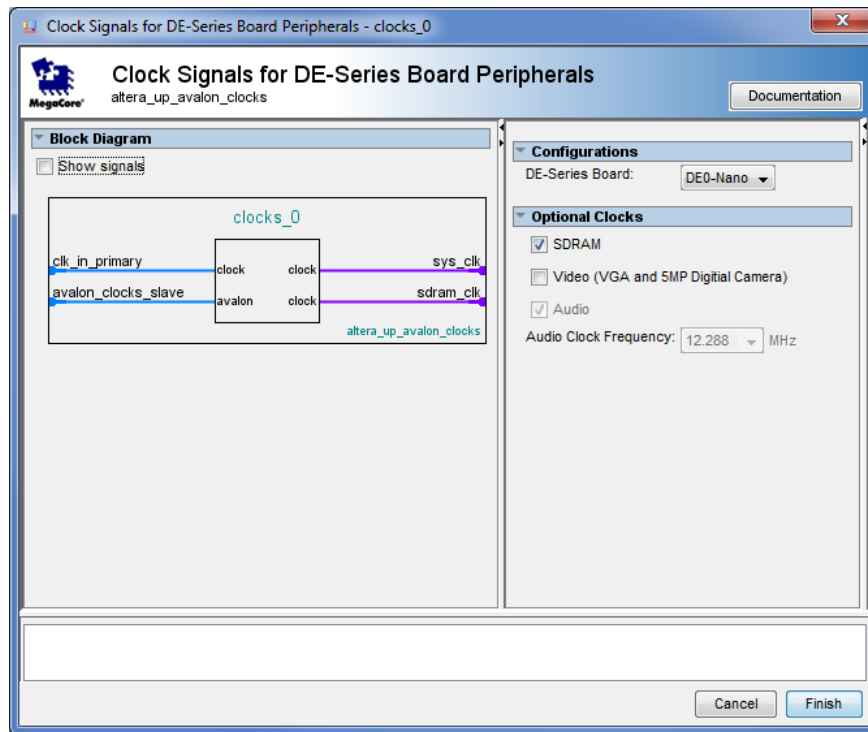 Clock Signals for DE-Series Board Peripherals - clocks_0
MegaCore®
Clock Signals for DE-Series Board Peripherals
altera_up_avalon_clocks
Documentation
Block Diagram
Show signals
clocks_0
clk_in_primary
clock
clock
sys_clk
avalon_clocks_slave
avalon
clock
sdram_clk
altera_up_avalon_clocks
Configurations
DE-Series Board:
DE0-Nano
Optional Clocks
SDRAM
Video (VGA and 5MP Digitial Camera)
Audio
Audio Clock Frequency:
12.288
MHz
Cancel
Finish